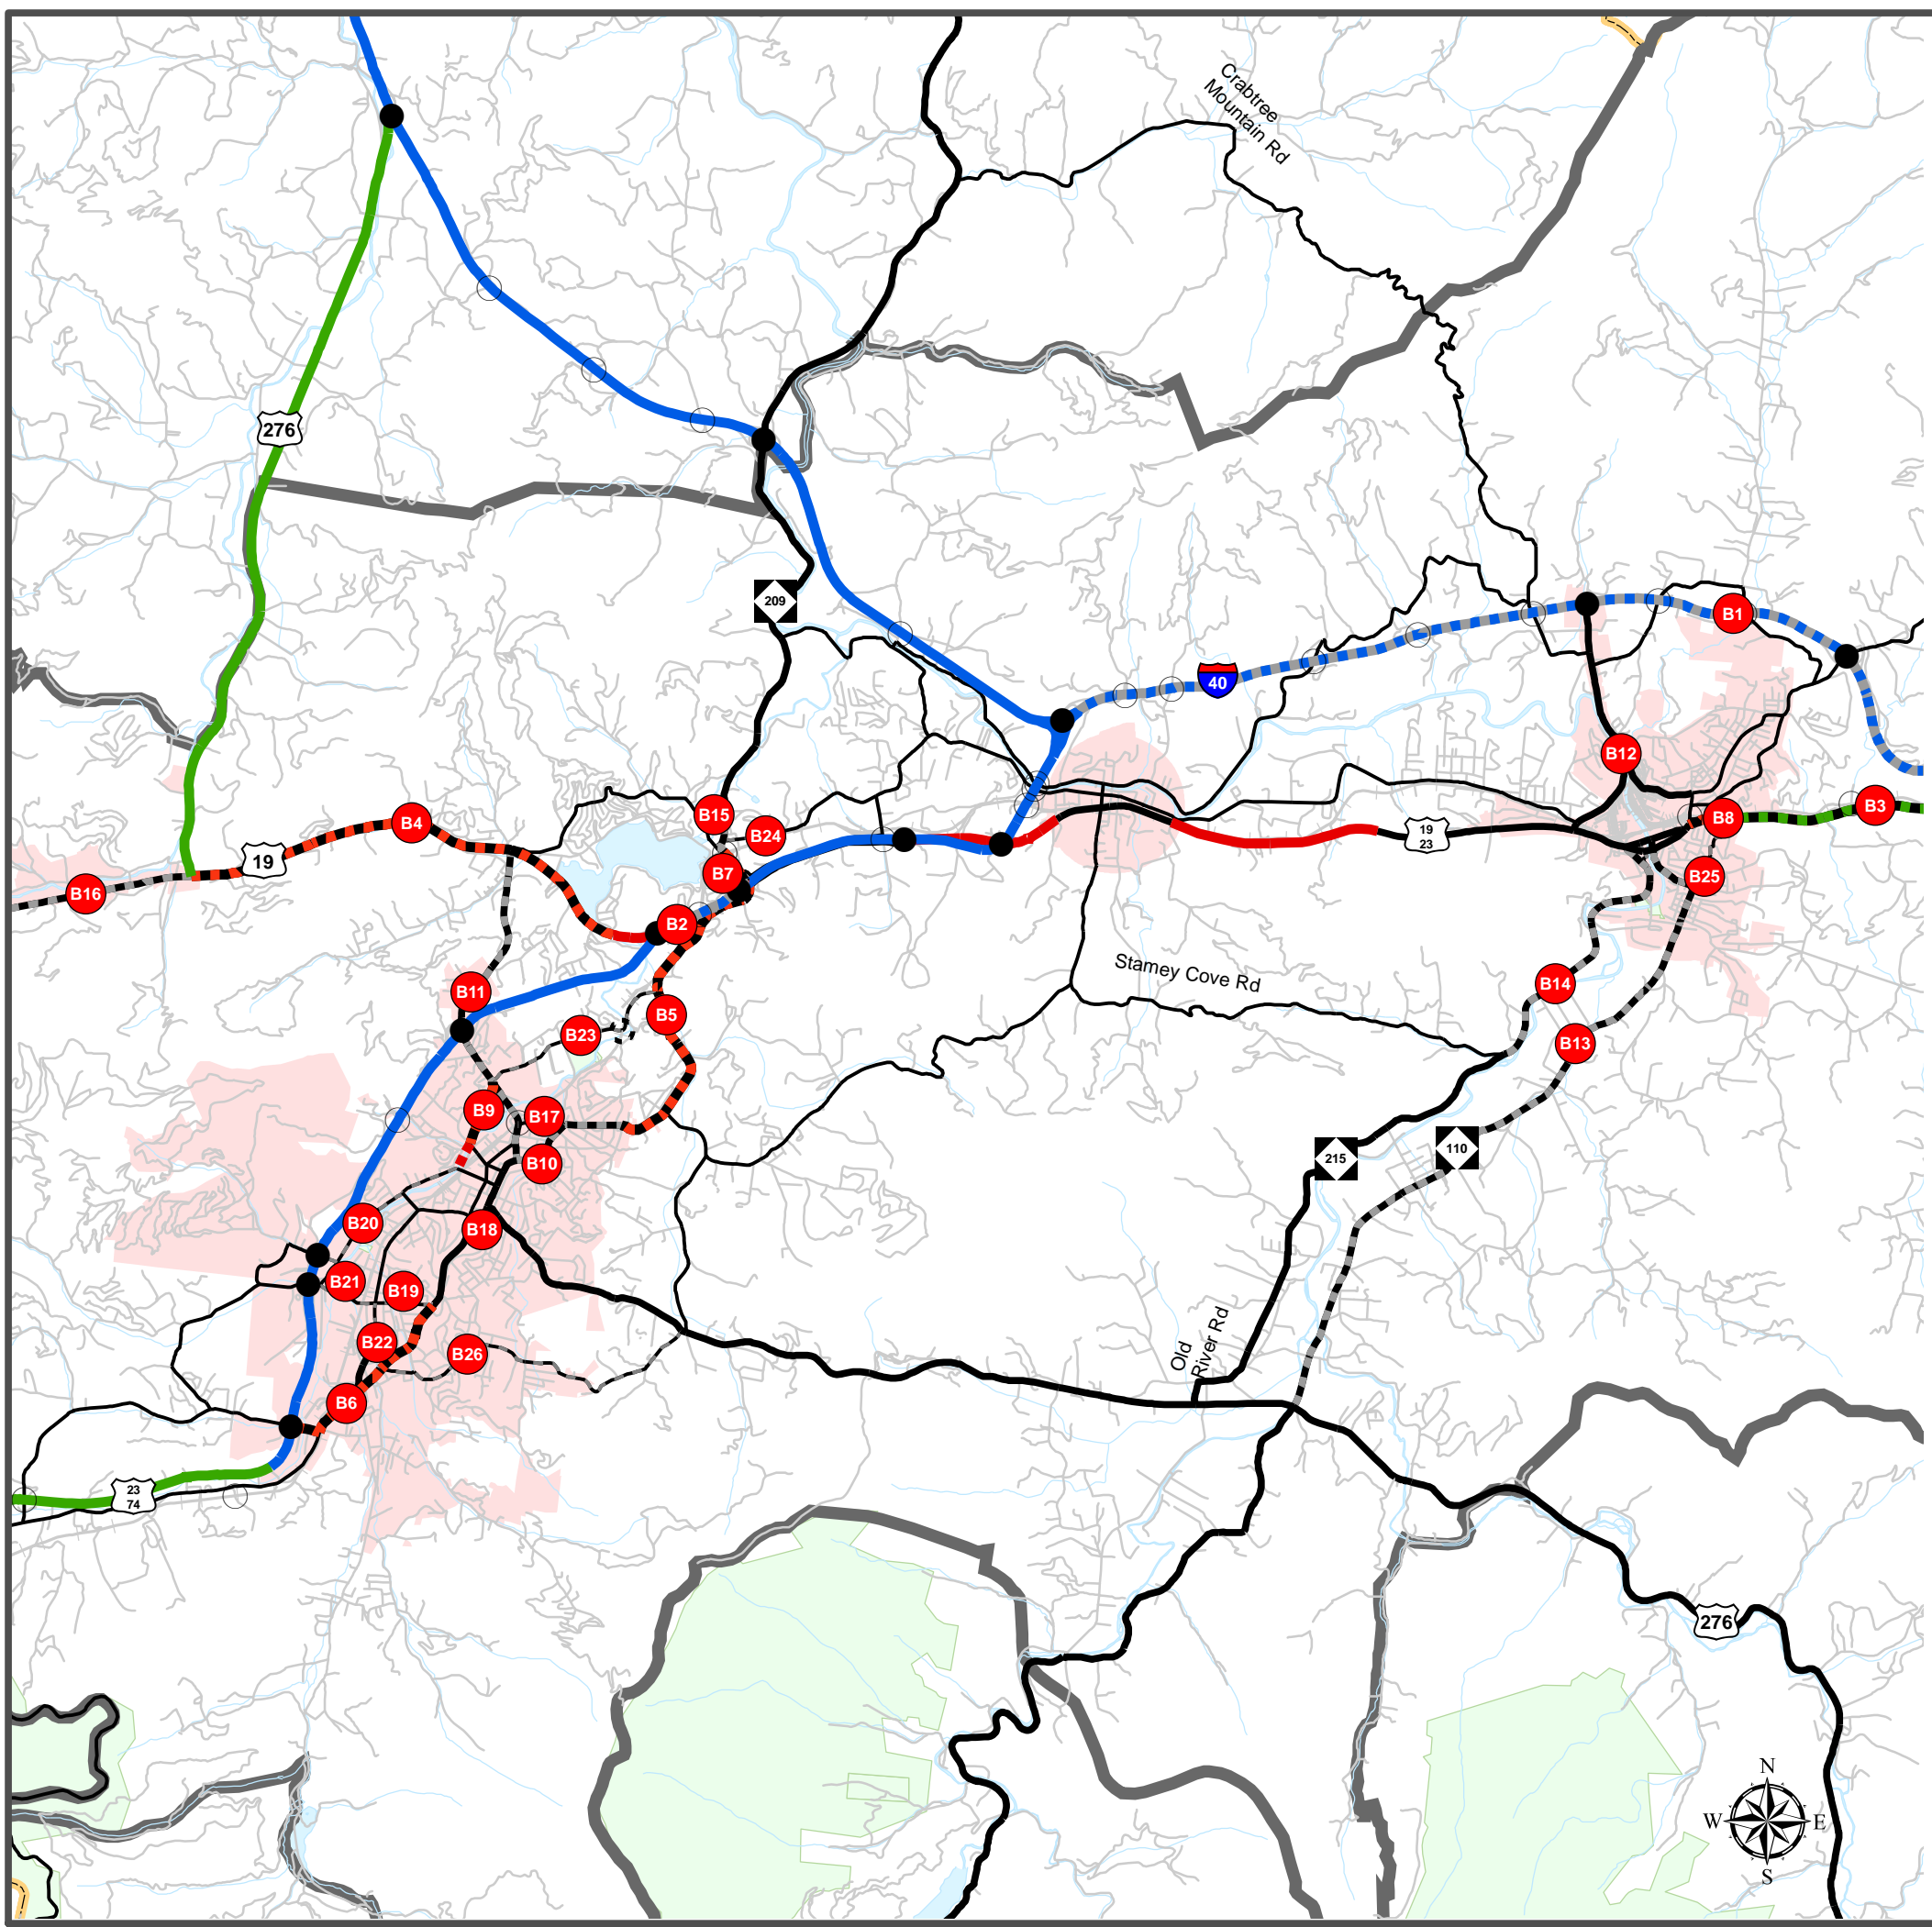 Crabtree
Mountain Rd
276
209
B1
40
B12
B15
B4
B24
B3
B8
19
19
23
B7
B25
B16
B2
Stamey Cove Rd
B11
B14
B5
B23
B13
B9
B17
B10
215
110
B20
B18
B21
B19
Old
River Rd
B22
B26
B6
23
74
276
N
W
E
S